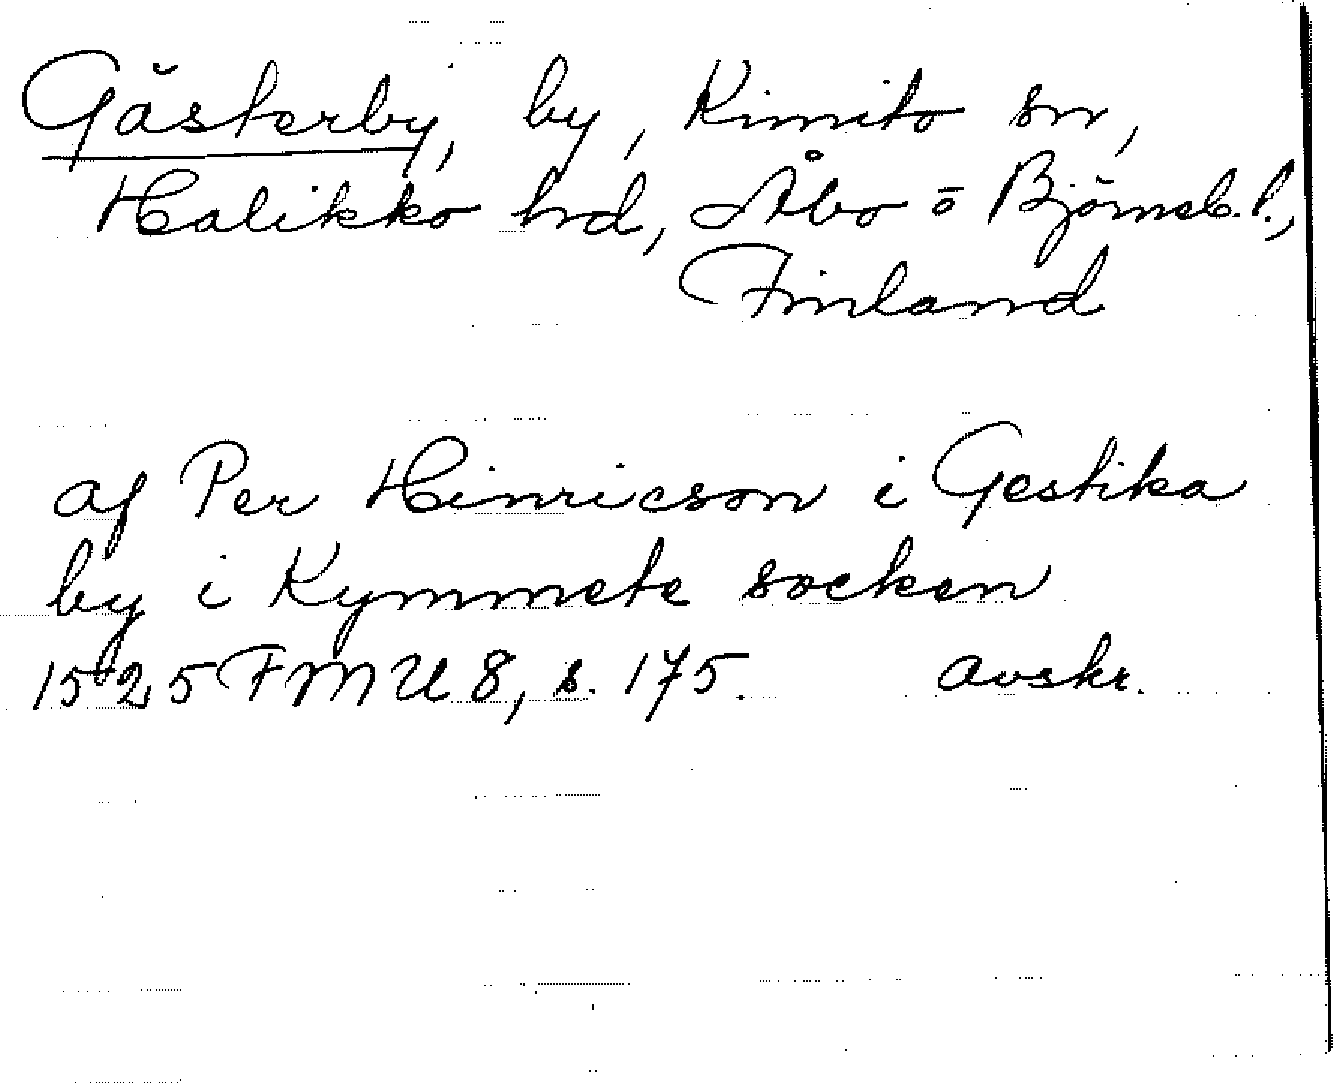 Gästerby, by, Kimito sn,
Halikko hd, Åbo o Björneb. l.,
Finland
af Per Hinricson i Gestika
by i Kymmete socken
1525 FMU 8, s. 175. avskr.